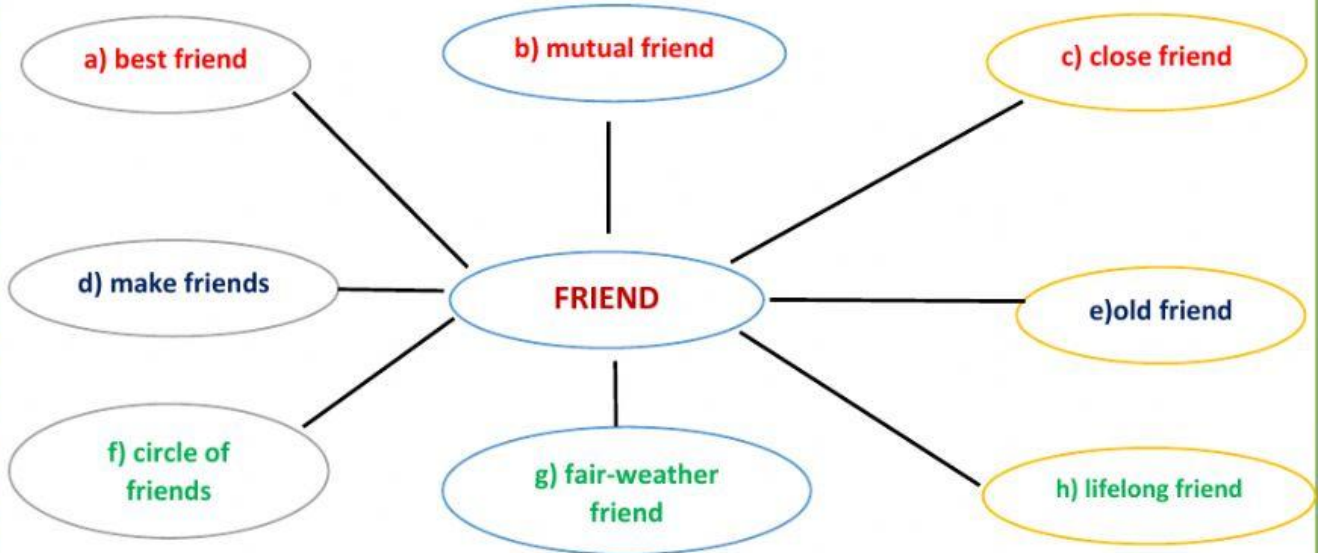 a) best friend
b) mutual friend
c) close friend
d) make friends
FRIEND
e)old friend
f) circle of
friends
g) fair-weather
friend
h) lifelong friend